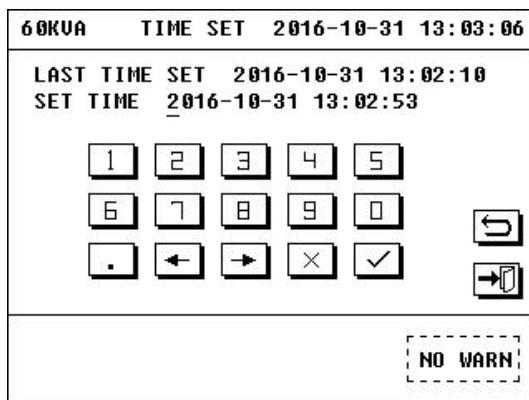 60KVA TIME SET 2016-10-31 13:03:06
LAST TIME SET 2016-10-31 13:02:10
SET TIME 2016-10-31 13:02:53
1 2 3 4 5
6 7 8 9 0
. ← → × ✓
NO WARN